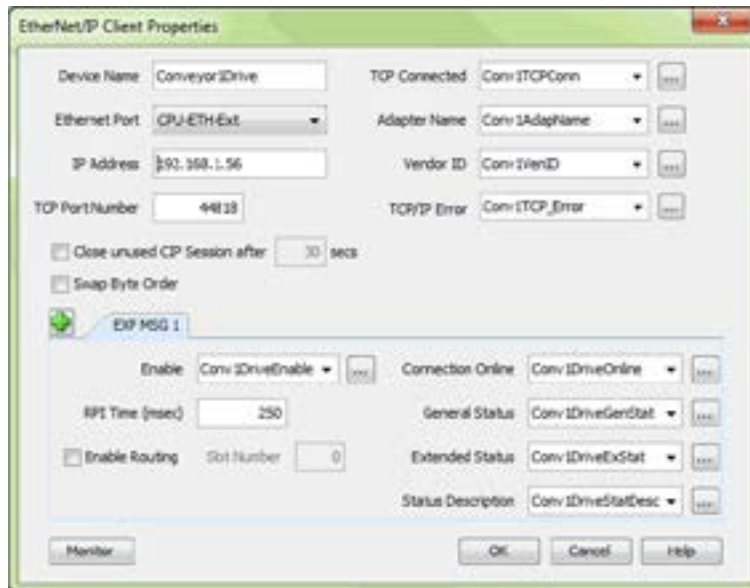 EtherNet/IP Client Properties
Device Name Conveyor1Drive TCP Connected Conv1TCPConn ...
Ethernet Port CPU-ETH-Ext Adapter Name Conv1AdapName ...
IP Address 192.168.1.56 Vendor ID Conv1VenID ...
TCP Port Number 44818 TCP/IP Error Conv1TCP_Error ...
Close unused CIP Session after 30 secs
Swap Byte Order
EXP MSG 1
Enable Conv1DriveEnable ... Connection Online Conv1DriveOnline ...
RPI Time (msec) 250 General Status Conv1DriveGenStat ...
Enable Routing Slot Number 0 Extended Status Conv1DriveExStat ...
Status Description Conv1DriveStatDesc ...
Monitor OK Cancel Help